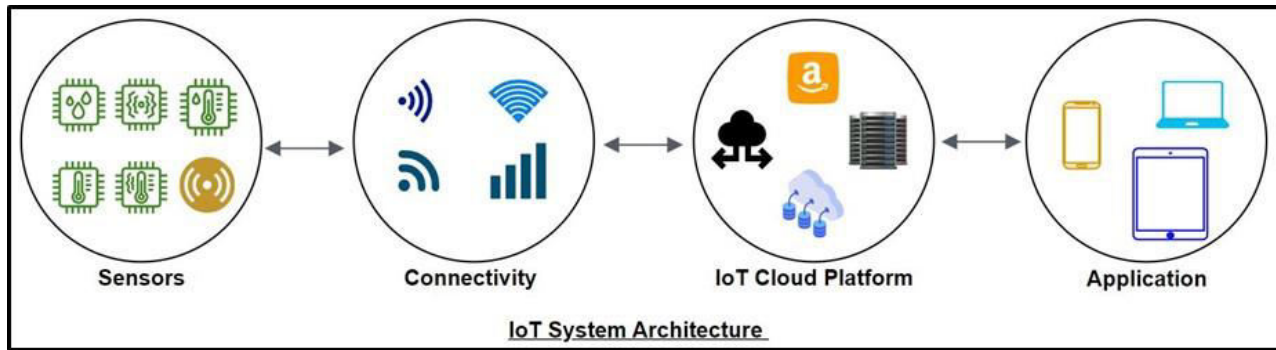 Sensors
Connectivity
IoT Cloud Platform
Application
IoT System Architecture